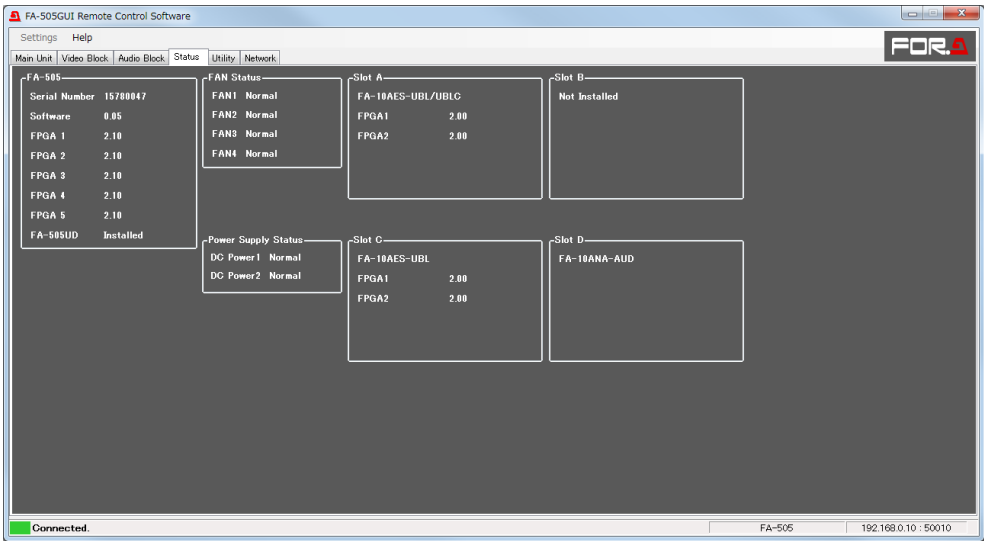 FA-505GUI Remote Control Software
Settings Help
FOR.A
Main Unit Video Block Audio Block Status Utility Network
FA-505
Serial Number 15780047
Software 0.05
FPGA 1 2.10
FPGA 2 2.10
FPGA 3 2.10
FPGA 4 2.10
FPGA 5 2.10
FA-505UD Installed
FAN Status
FAN1 Normal
FAN2 Normal
FAN3 Normal
FAN4 Normal
Power Supply Status
DC Power1 Normal
DC Power2 Normal
Slot A
FA-10AES-UBL/UBLC
FPGA1 2.00
FPGA2 2.00
Slot B
Not Installed
Slot C
FA-10AES-UBL
FPGA1 2.00
FPGA2 2.00
Slot D
FA-10ANA-AUD
Connected.
FA-505
192.168.0.10 : 50010